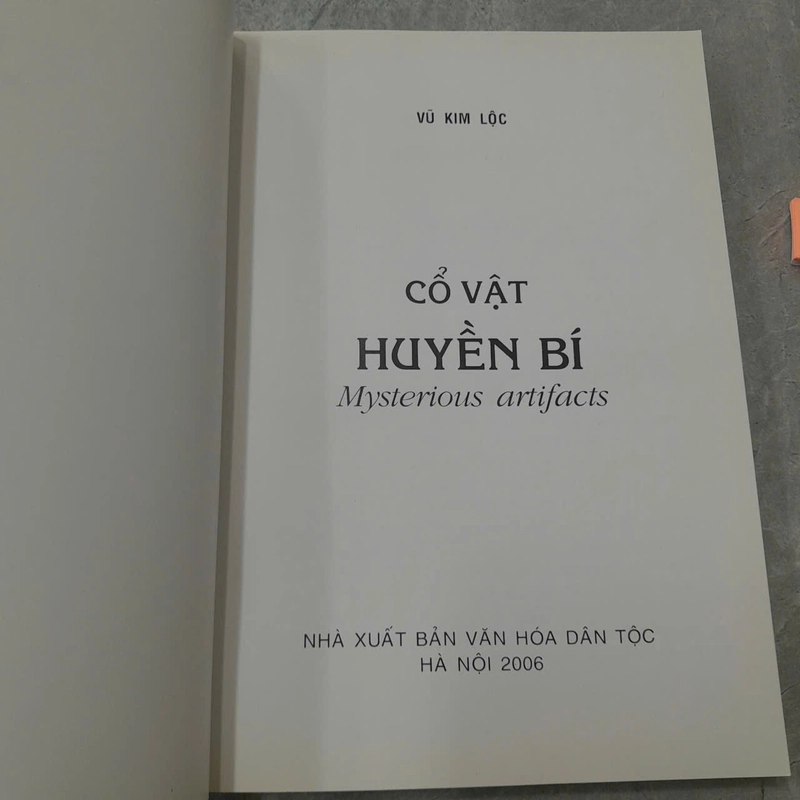 VŨ KIM LỘC
CỔ VẬT
HUYỀN BÍ
Mysterious artifacts
NHÀ XUẤT BẢN VĂN HÓA DÂN TỘC
HÀ NỘI 2006